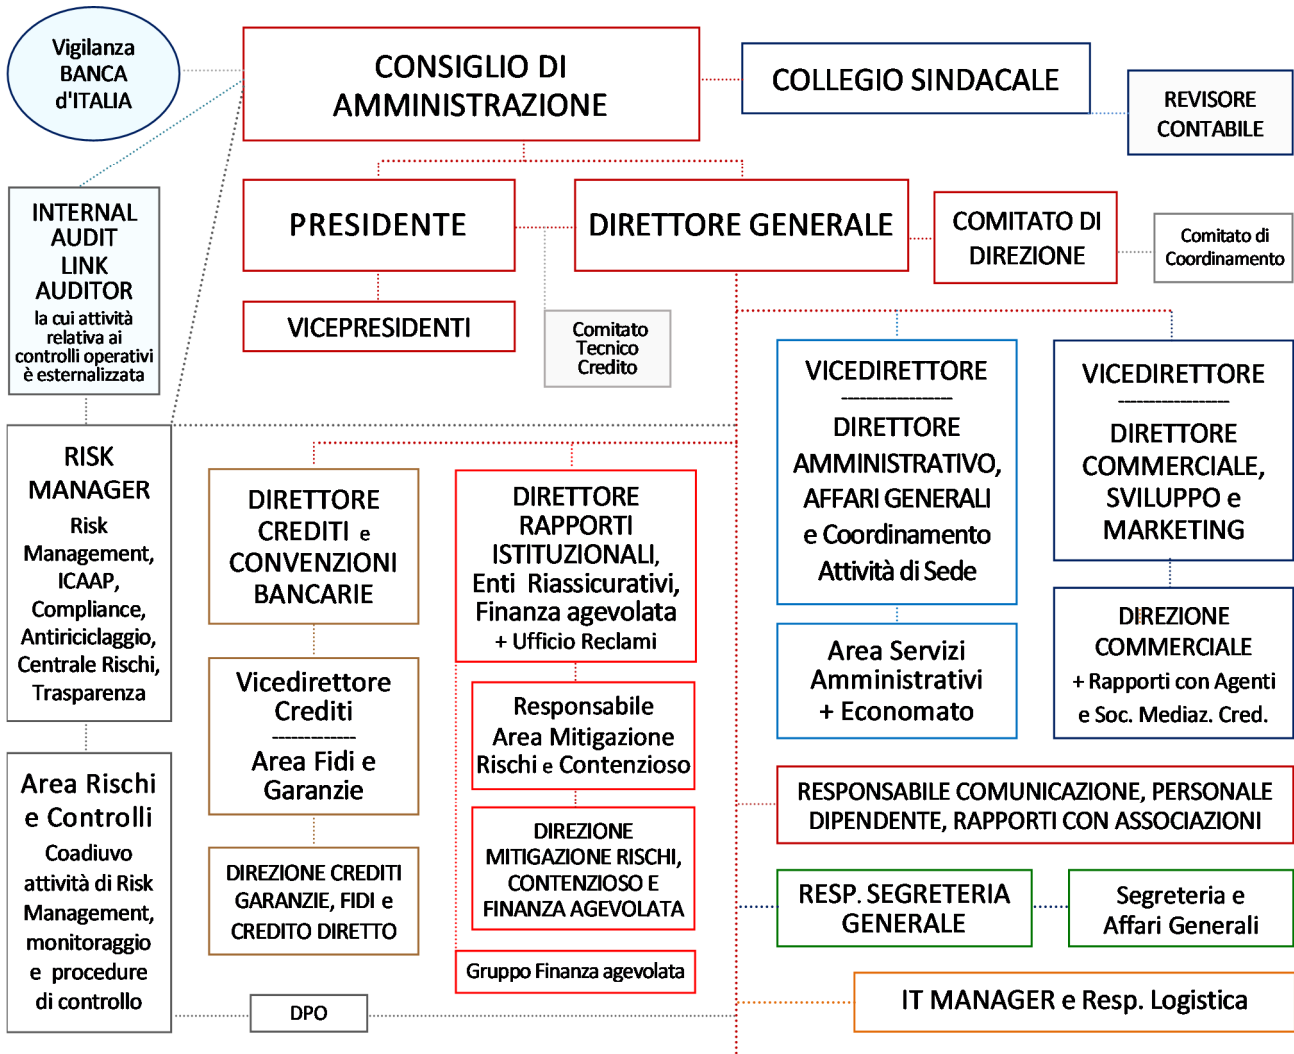 Vigilanza
BANCA
d'ITALIA
CONSIGLIO DI
AMMINISTRAZIONE
COLLEGIO SINDACALE
REVISORE
CONTABILE
INTERNAL
AUDIT
LINK
AUDITOR
la cui attività
relativa ai
controlli operativi
è esternalizzata
PRESIDENTE
DIRETTORE GENERALE
COMITATO DI
DIREZIONE
Comitato di
Coordinamento
VICEPRESIDENTI
Comitato
Tecnico
Credito
VICEDIRETTORE
-------------------
DIRETTORE
AMMINISTRATIVO,
AFFARI GENERALI
e Coordinamento
Attività di Sede
VICEDIRETTORE
-------------------
DIRETTORE
COMMERCIALE,
SVILUPPO e
MARKETING
RISK
MANAGER
Risk
Management,
ICAAP,
Compliance,
Antiriciclaggio,
Centrale Rischi,
Trasparenza
DIRETTORE
CREDITI e
CONVENZIONI
BANCARIE
DIRETTORE
RAPPORTI
ISTITUZIONALI,
Enti Riassicurativi,
Finanza agevolata
+ Ufficio Reclami
Area Servizi
Amministrativi
+ Economato
DIREZIONE
COMMERCIALE
+ Rapporti con Agenti
e Soc. Mediaz. Cred.
Vicedirettore
Crediti
-------------
Area Fidi e
Garanzie
Responsabile
Area Mitigazione
Rischi e Contenzioso
Area Rischi
e Controlli
Coadiuvo
attività di Risk
Management,
monitoraggio
e procedure
di controllo
DIREZIONE CREDITI
GARANZIE, FIDI e
CREDITO DIRETTO
DIREZIONE
MITIGAZIONE RISCHI,
CONTENZIOSO E
FINANZA AGEVOLATA
RESPONSABILE COMUNICAZIONE, PERSONALE
DIPENDENTE, RAPPORTI CON ASSOCIAZIONI
RESP. SEGRETERIA
GENERALE
Segreteria e
Affari Generali
Gruppo Finanza agevolata
IT MANAGER e Resp. Logistica
DPO